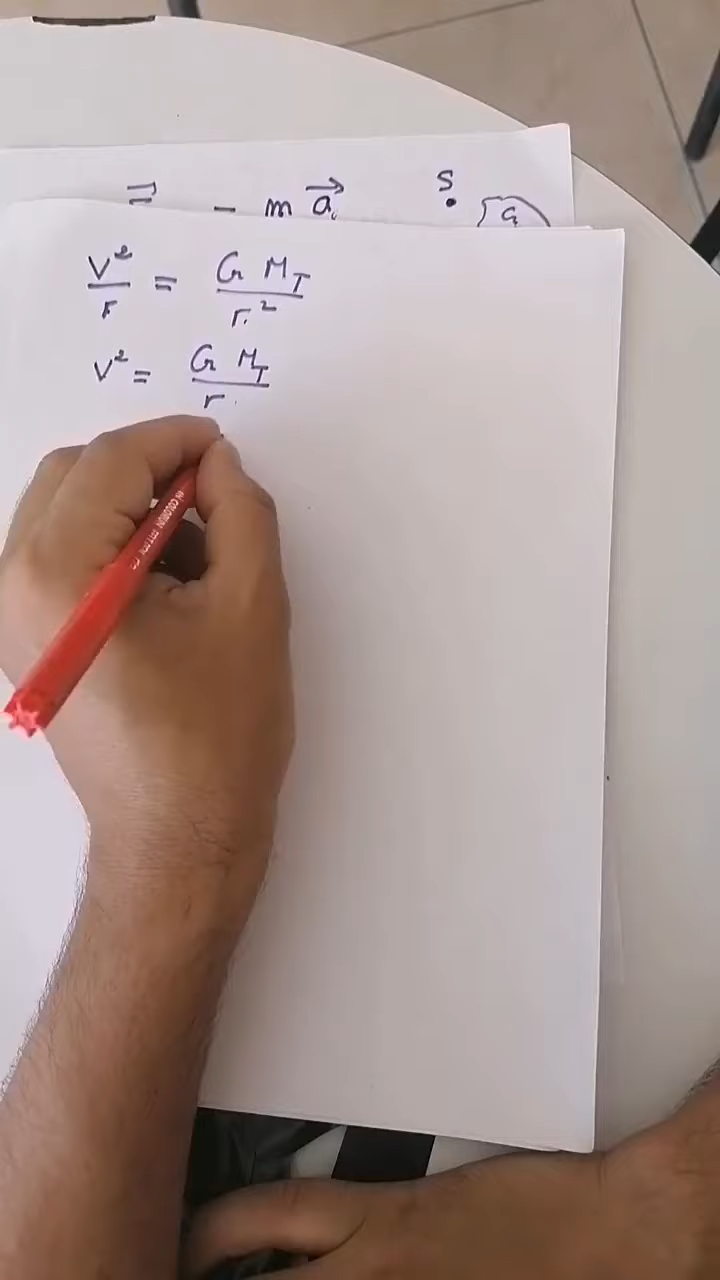 = m a⃗ S
G
V² / r = G M_T / r²
V² = G M_T / r